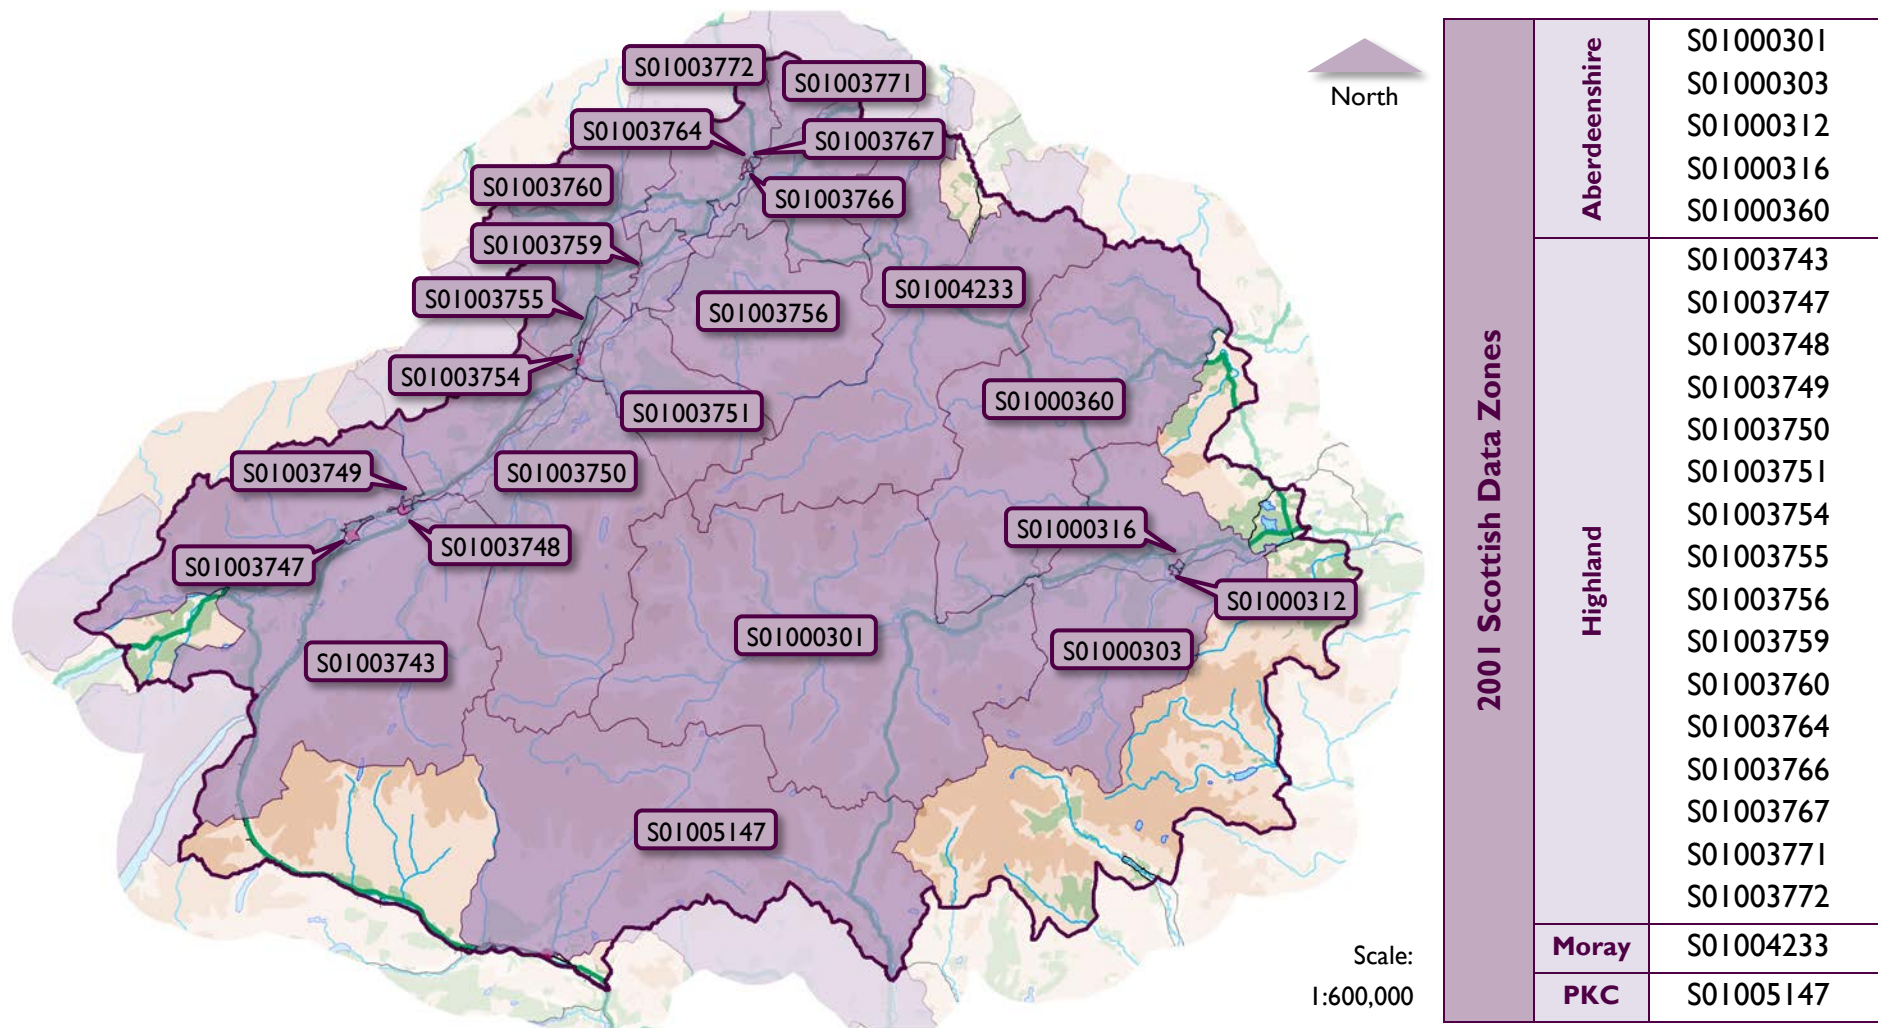 S01003772
S01003771
S01003764
S01003767
S01003760
S01003766
S01003759
S01003755
S01003756
S01004233
S01003754
S01003751
S01000360
S01003749
S01003750
S01003747
S01003748
S01000316
S01000312
S01003743
S01000301
S01000303
S01005147
North
Scale:
1:600,000
2001 Scottish Data Zones
Aberdeenshire
S01000301
S01000303
S01000312
S01000316
S01000360
Highland
S01003743
S01003747
S01003748
S01003749
S01003750
S01003751
S01003754
S01003755
S01003756
S01003759
S01003760
S01003764
S01003766
S01003767
S01003771
S01003772
Moray
S01004233
PKC
S01005147